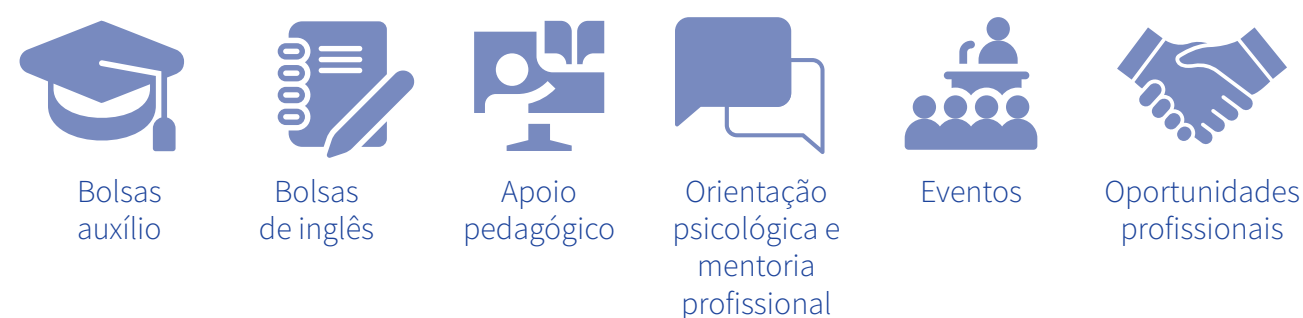 Bolsas
auxílio
Bolsas
de inglês
Apoio
pedagógico
Orientação
psicológica e
mentoria
profissional
Eventos
Oportunidades
profissionais